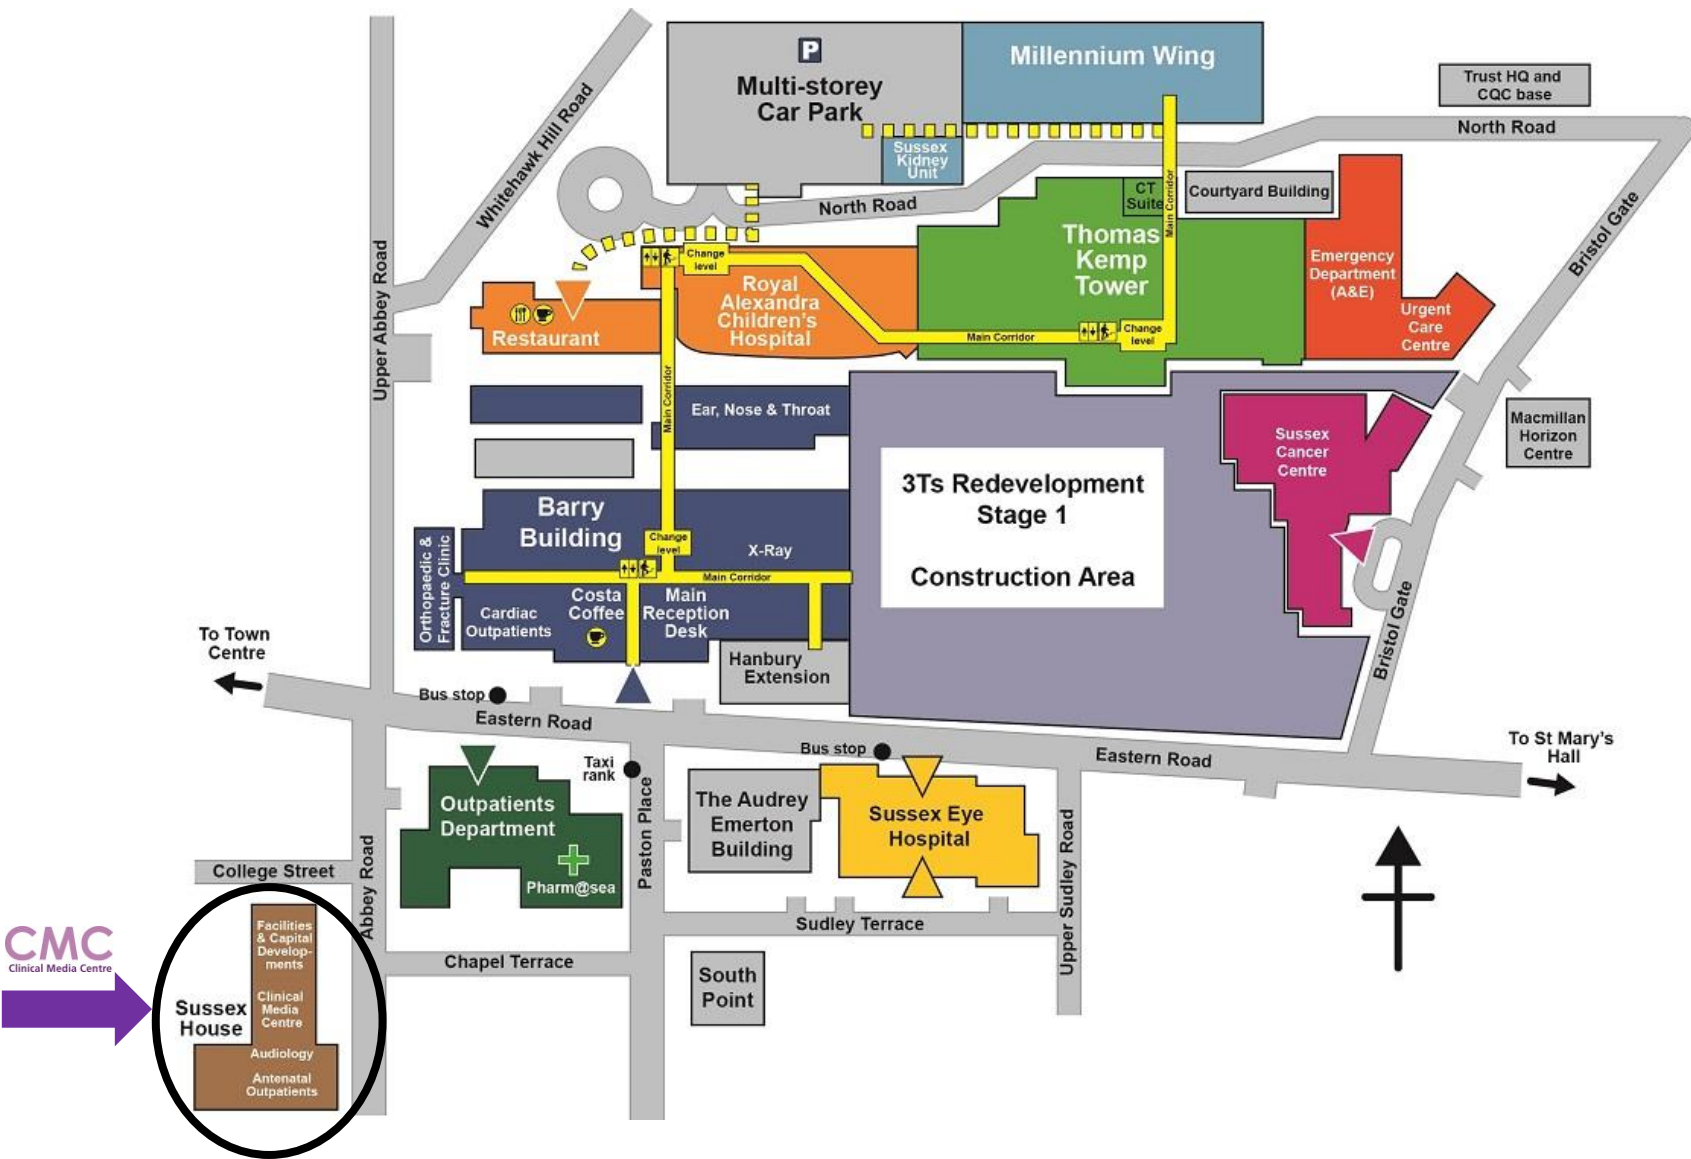 P
Multi-storey
Car Park
Millennium Wing
Sussex
Kidney
Unit
Trust HQ and
CQC base
North Road
Whitehawk Hill Road
North Road
CT
Suite
Main Corridor
Courtyard Building
Bristol Gate
Upper Abbey Road
Change
level
Royal
Alexandra
Children's
Hospital
Thomas
Kemp
Tower
Emergency
Department
(A&E)
Urgent
Care
Centre
Restaurant
Main Corridor
Change
level
Main Corridor
Ear, Nose & Throat
Macmillan
Horizon
Centre
Sussex
Cancer
Centre
3Ts Redevelopment
Stage 1
Construction Area
Barry
Building
Change
level
X-Ray
Main Corridor
Orthopaedic &
Fracture Clinic
Cardiac
Outpatients
Costa
Coffee
Main
Reception
Desk
Hanbury
Extension
Bristol Gate
To Town
Centre
Bus stop
Eastern Road
Bus stop
Eastern Road
To St Mary's
Hall
Taxi
rank
Outpatients
Department
Pharm@sea
Paston Place
The Audrey
Emerton
Building
Sussex Eye
Hospital
Upper Sudley Road
College Street
Abbey Road
Sudley Terrace
Chapel Terrace
South
Point
CMC
Clinical Media Centre
Sussex
House
Facilities
& Capital
Develop-
ments
Clinical
Media
Centre
Audiology
Antenatal
Outpatients